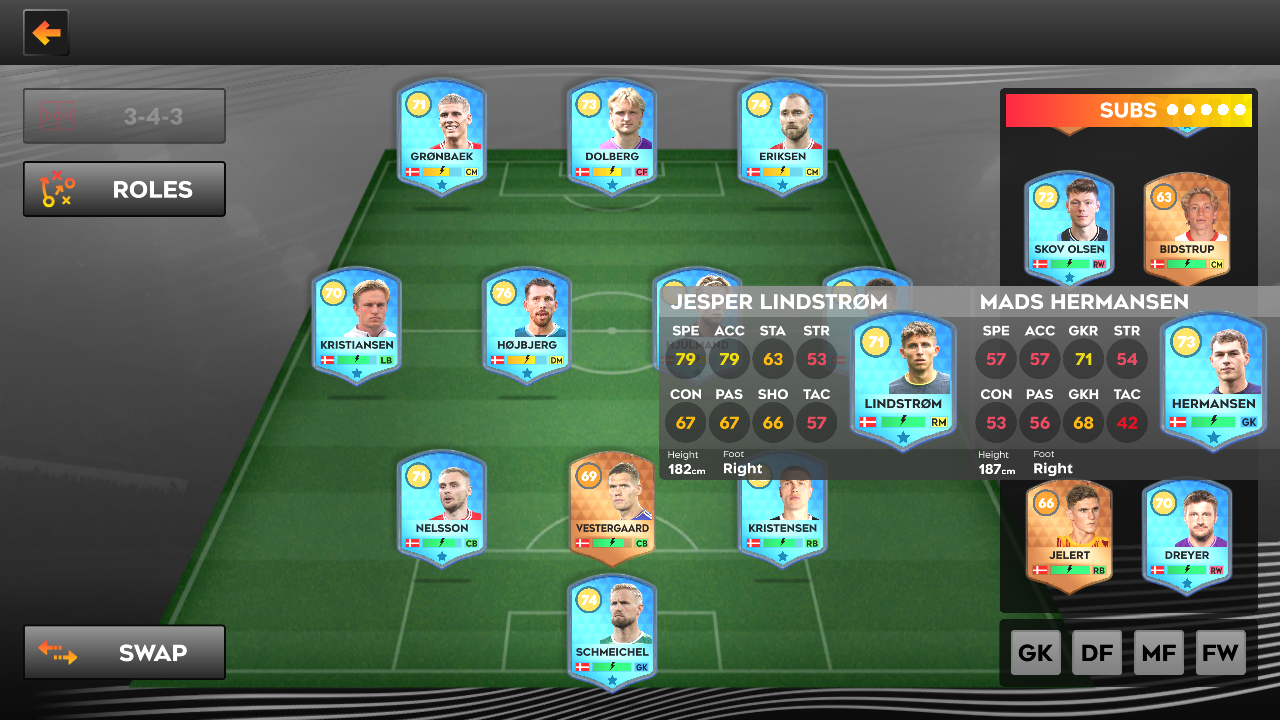 3-4-3
ROLES
SUBS
71
GRØNBAEK
CM
73
DOLBERG
CF
74
ERIKSEN
CM
72
SKOV OLSEN
RW
63
BIDSTRUP
CM
70
KRISTIANSEN
LB
76
HØJBJERG
DM
HJULMAND
JESPER LINDSTRØM
SPE ACC STA STR
79 79 63 53
CON PAS SHO TAC
67 67 66 57
Height Foot
182cm Right
71
LINDSTRØM
RM
MADS HERMANSEN
SPE ACC GKR STR
57 57 71 54
CON PAS GKH TAC
53 56 68 42
Height Foot
187cm Right
73
HERMANSEN
GK
71
NELSSON
CB
69
VESTERGAARD
CB
KRISTENSEN
RB
66
JELERT
RB
70
DREYER
RW
74
SCHMEICHEL
GK
SWAP
GK DF MF FW